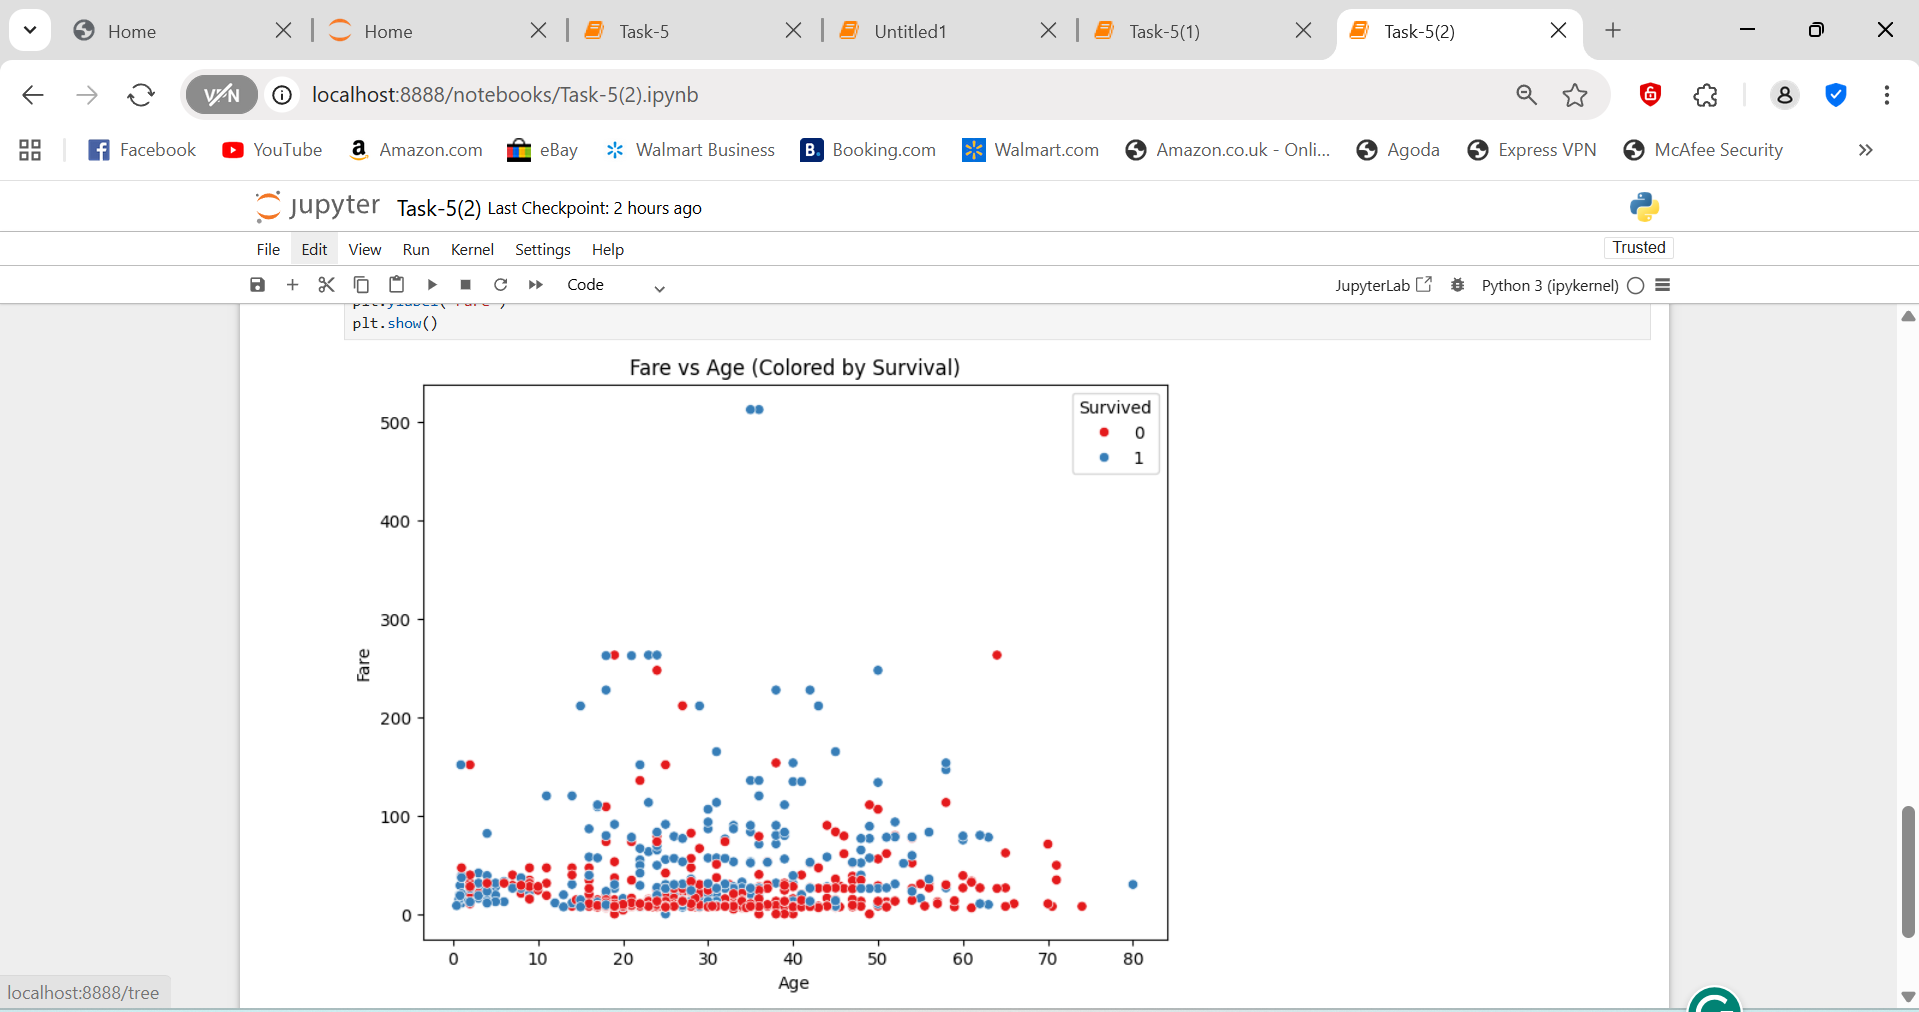 Home
Home
Task-5
Untitled1
Task-5(1)
Task-5(2)
VPN
localhost:8888/notebooks/Task-5(2).ipynb
Facebook
YouTube
Amazon.com
eBay
Walmart Business
Booking.com
Walmart.com
Amazon.co.uk - Onli...
Agoda
Express VPN
McAfee Security
jupyter Task-5(2) Last Checkpoint: 2 hours ago
File Edit View Run Kernel Settings Help
Trusted
Code
JupyterLab
Python 3 (ipykernel)
plt.show()
Fare vs Age (Colored by Survival)
Survived
0
1
500
400
300
200
100
0
Fare
0 10 20 30 40 50 60 70 80
Age
localhost:8888/tree